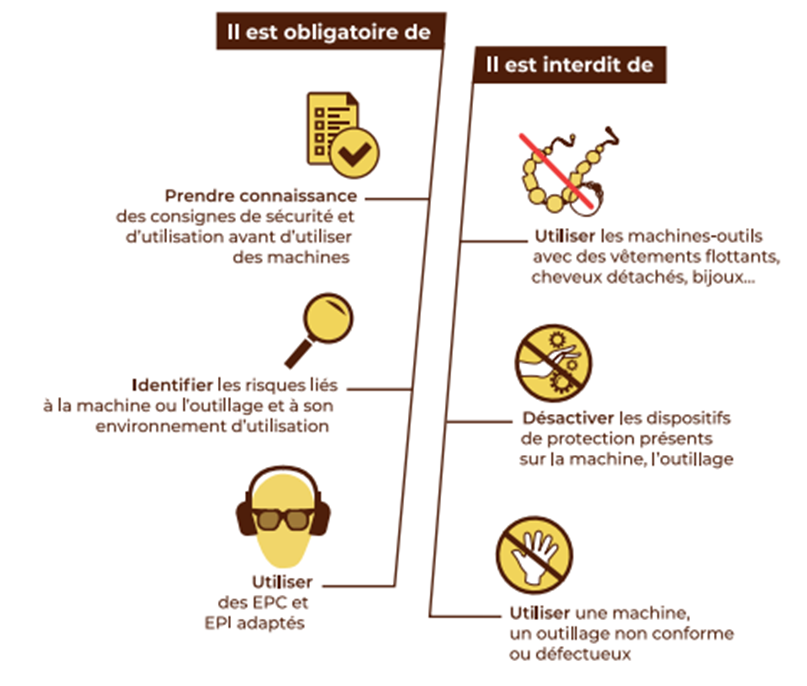 Il est obligatoire de
Prendre connaissance
des consignes de sécurité et
d'utilisation avant d'utiliser
des machines
Identifier les risques liés
à la machine ou l'outillage et à son
environnement d'utilisation
Utiliser
des EPC et
EPI adaptés
Il est interdit de
Utiliser les machines-outils
avec des vêtements flottants,
cheveux détachés, bijoux...
Désactiver les dispositifs
de protection présents
sur la machine, l'outillage
Utiliser une machine,
un outillage non conforme
ou défectueux